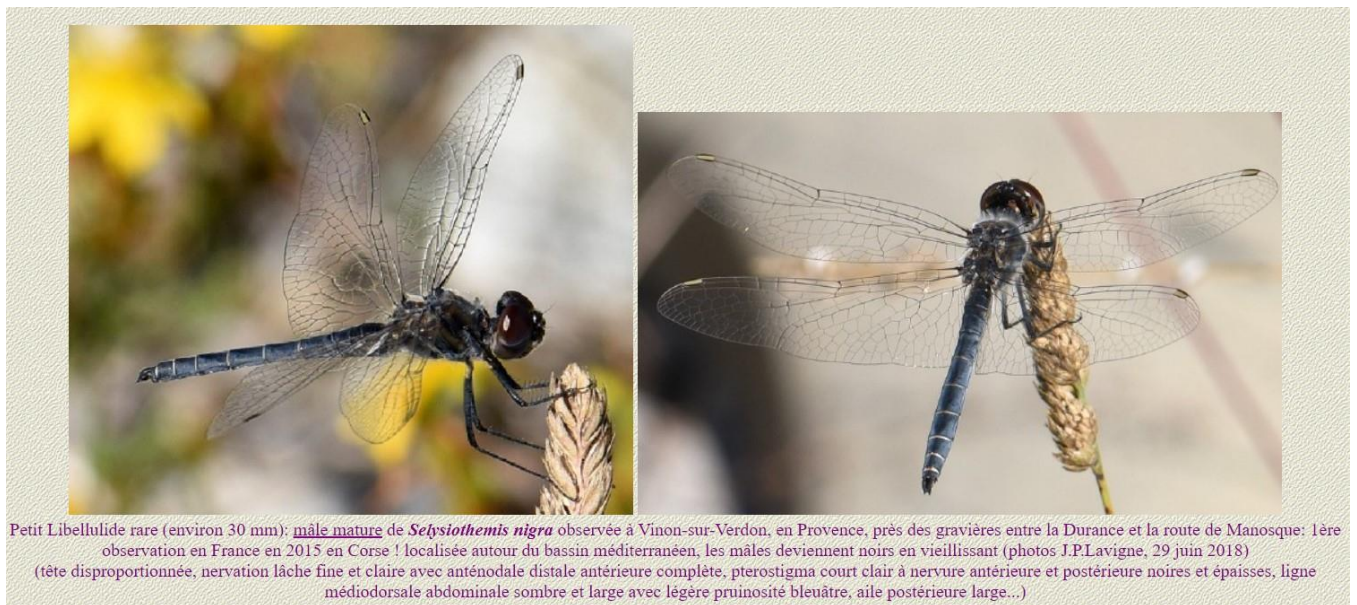 Petit Libellulide rare (environ 30 mm): mâle mature de Selysiothemis nigra observée à Vinon-sur-Verdon, en Provence, près des gravières entre la Durance et la route de Manosque: 1ère
observation en France en 2015 en Corse ! localisée autour du bassin méditerranéen, les mâles deviennent noirs en vieillissant (photos J.P.Lavigne, 29 juin 2018)
(tête disproportionnée, nervation lâche fine et claire avec anténodale distale antérieure complète, pterostigma court clair à nervure antérieure et postérieure noires et épaisses, ligne
médiodorsale abdominale sombre et large avec légère pruinosité bleuâtre, aile postérieure large...)